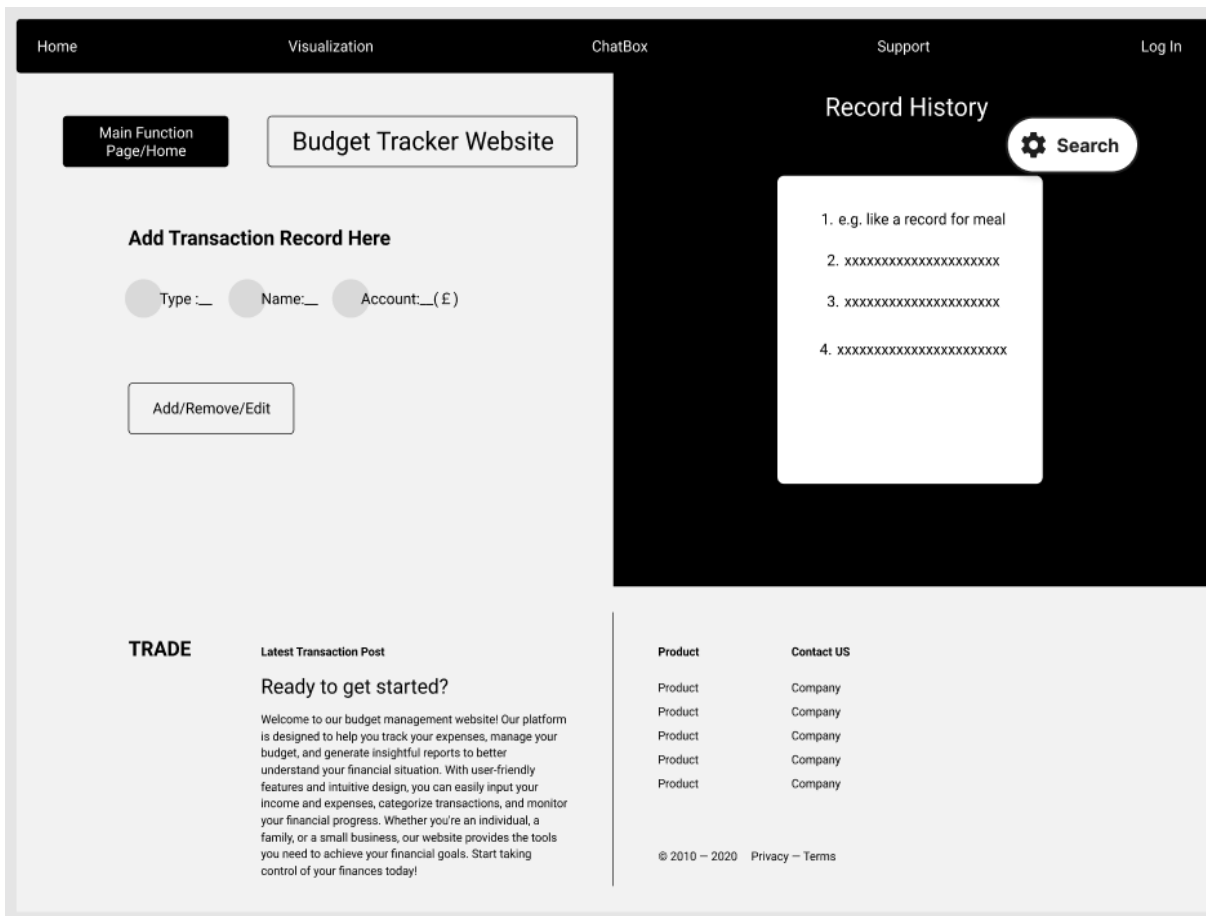 Home
Visualization
ChatBox
Support
Log In
Main Function
Page/Home
Budget Tracker Website
Add Transaction Record Here
Type :__
Name:__
Account:__(£)
Add/Remove/Edit
Record History
Search
1. e.g. like a record for meal
2. xxxxxxxxxxxxxxxxxxxxx
3. xxxxxxxxxxxxxxxxxxxxx
4. xxxxxxxxxxxxxxxxxxxxxxx
TRADE
Latest Transaction Post
Ready to get started?
Welcome to our budget management website! Our platform
is designed to help you track your expenses, manage your
budget, and generate insightful reports to better
understand your financial situation. With user-friendly
features and intuitive design, you can easily input your
income and expenses, categorize transactions, and monitor
your financial progress. Whether you're an individual, a
family, or a small business, our website provides the tools
you need to achieve your financial goals. Start taking
control of your finances today!
Product
Product
Product
Product
Product
Product
Contact US
Company
Company
Company
Company
Company
© 2010 — 2020
Privacy — Terms